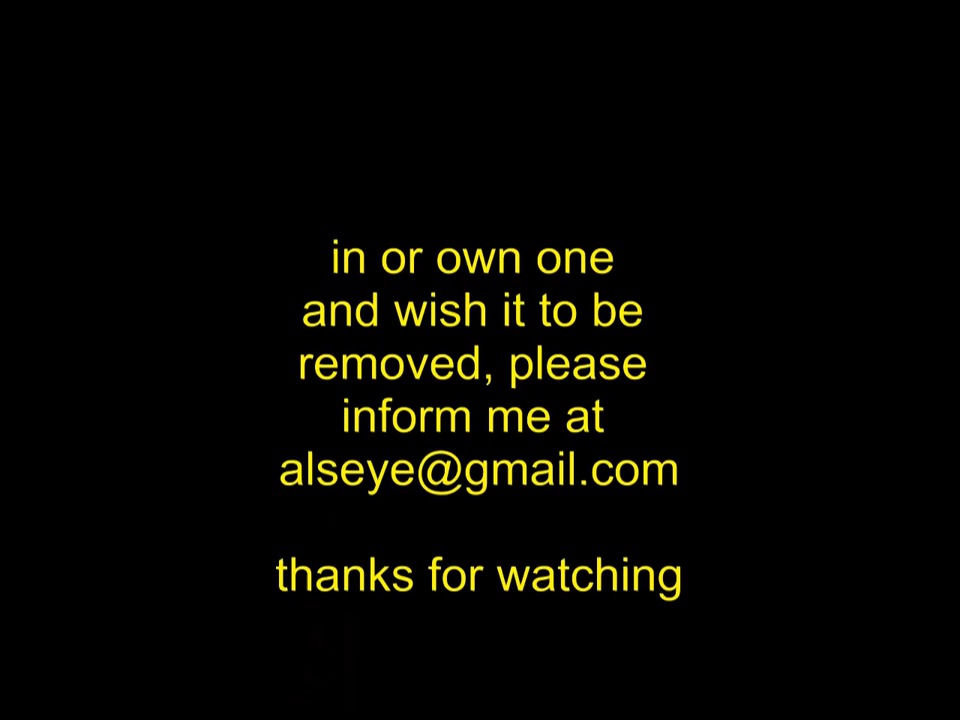 in or own one
and wish it to be
removed, please
inform me at
alseye@gmail.com
thanks for watching